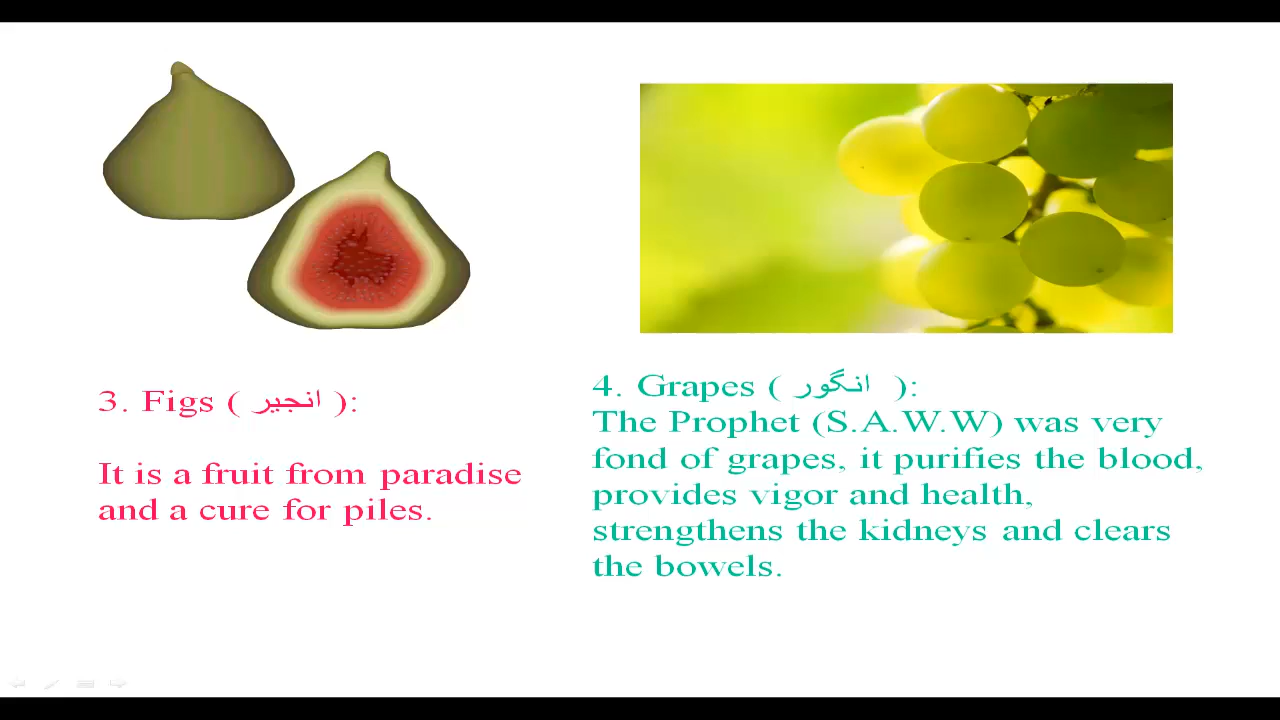 3. Figs ( انجیر ):
It is a fruit from paradise
and a cure for piles.
4. Grapes ( انگور ):
The Prophet (S.A.W.W) was very
fond of grapes, it purifies the blood,
provides vigor and health,
strengthens the kidneys and clears
the bowels.